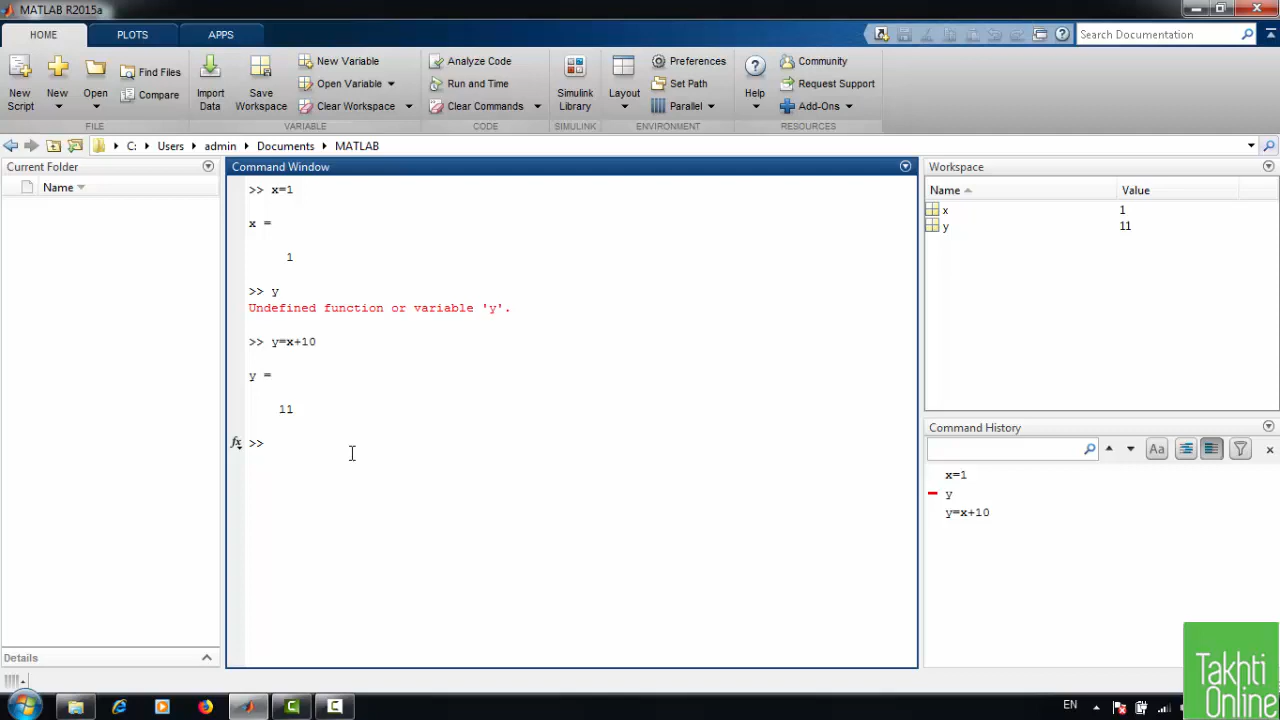 MATLAB R2015a
HOME
PLOTS
APPS
Search Documentation
New Script
New
Open
Find Files
Compare
Import Data
Save Workspace
New Variable
Open Variable
Clear Workspace
Analyze Code
Run and Time
Clear Commands
Simulink Library
Layout
Preferences
Set Path
Parallel
Help
Community
Request Support
Add-Ons
FILE
VARIABLE
CODE
SIMULINK
ENVIRONMENT
RESOURCES
C:
Users
admin
Documents
MATLAB
Current Folder
Name
Command Window
>> x=1
x =
1
>> y
Undefined function or variable 'y'.
>> y=x+10
y =
11
fx >>
Workspace
Name
Value
x 1
y 11
Command History
Aa
x=1
y
y=x+10
Details
EN
Takhti
Online